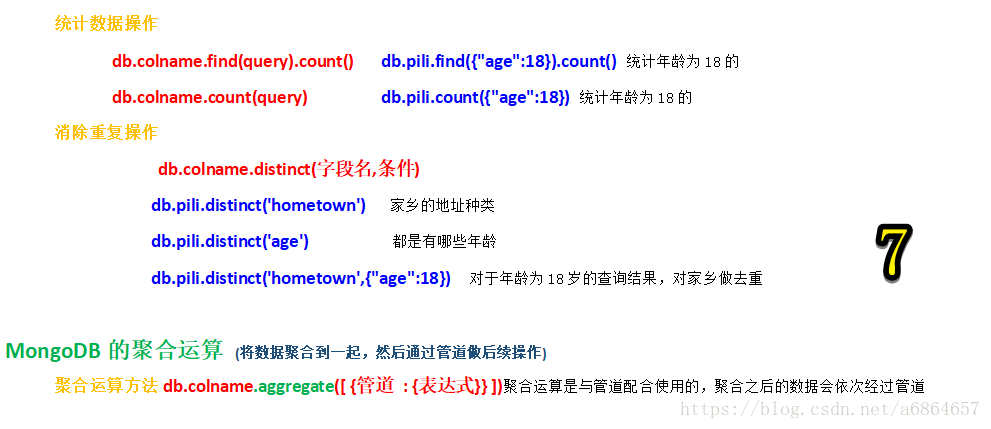 统计数据操作
db.colname.find(query).count() db.pili.find({"age":18}).count() 统计年龄为 18 的
db.colname.count(query) db.pili.count({"age":18}) 统计年龄为 18 的
消除重复操作
db.colname.distinct(字段名,条件)
db.pili.distinct('hometown') 家乡的地址种类
db.pili.distinct('age') 都是有哪些年龄
db.pili.distinct('hometown',{"age":18}) 对于年龄为 18 岁的查询结果，对家乡做去重
7
MongoDB 的聚合运算 (将数据聚合到一起，然后通过管道做后续操作)
聚合运算方法 db.colname.aggregate([ {管道 : {表达式}} ])聚合运算是与管道配合使用的，聚合之后的数据会依次经过管道
https://blog.csdn.net/a6864657